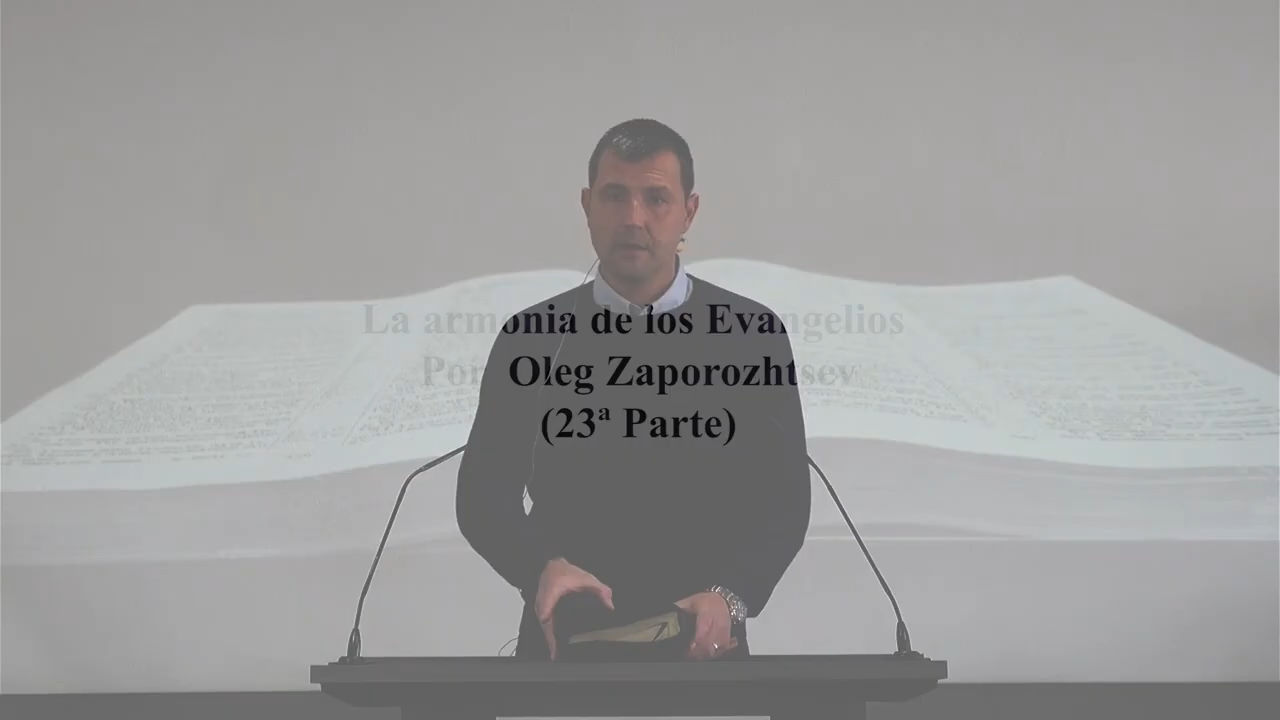 La armonia de los Evangelios
Por Oleg Zaporozhtsev
(23ª Parte)